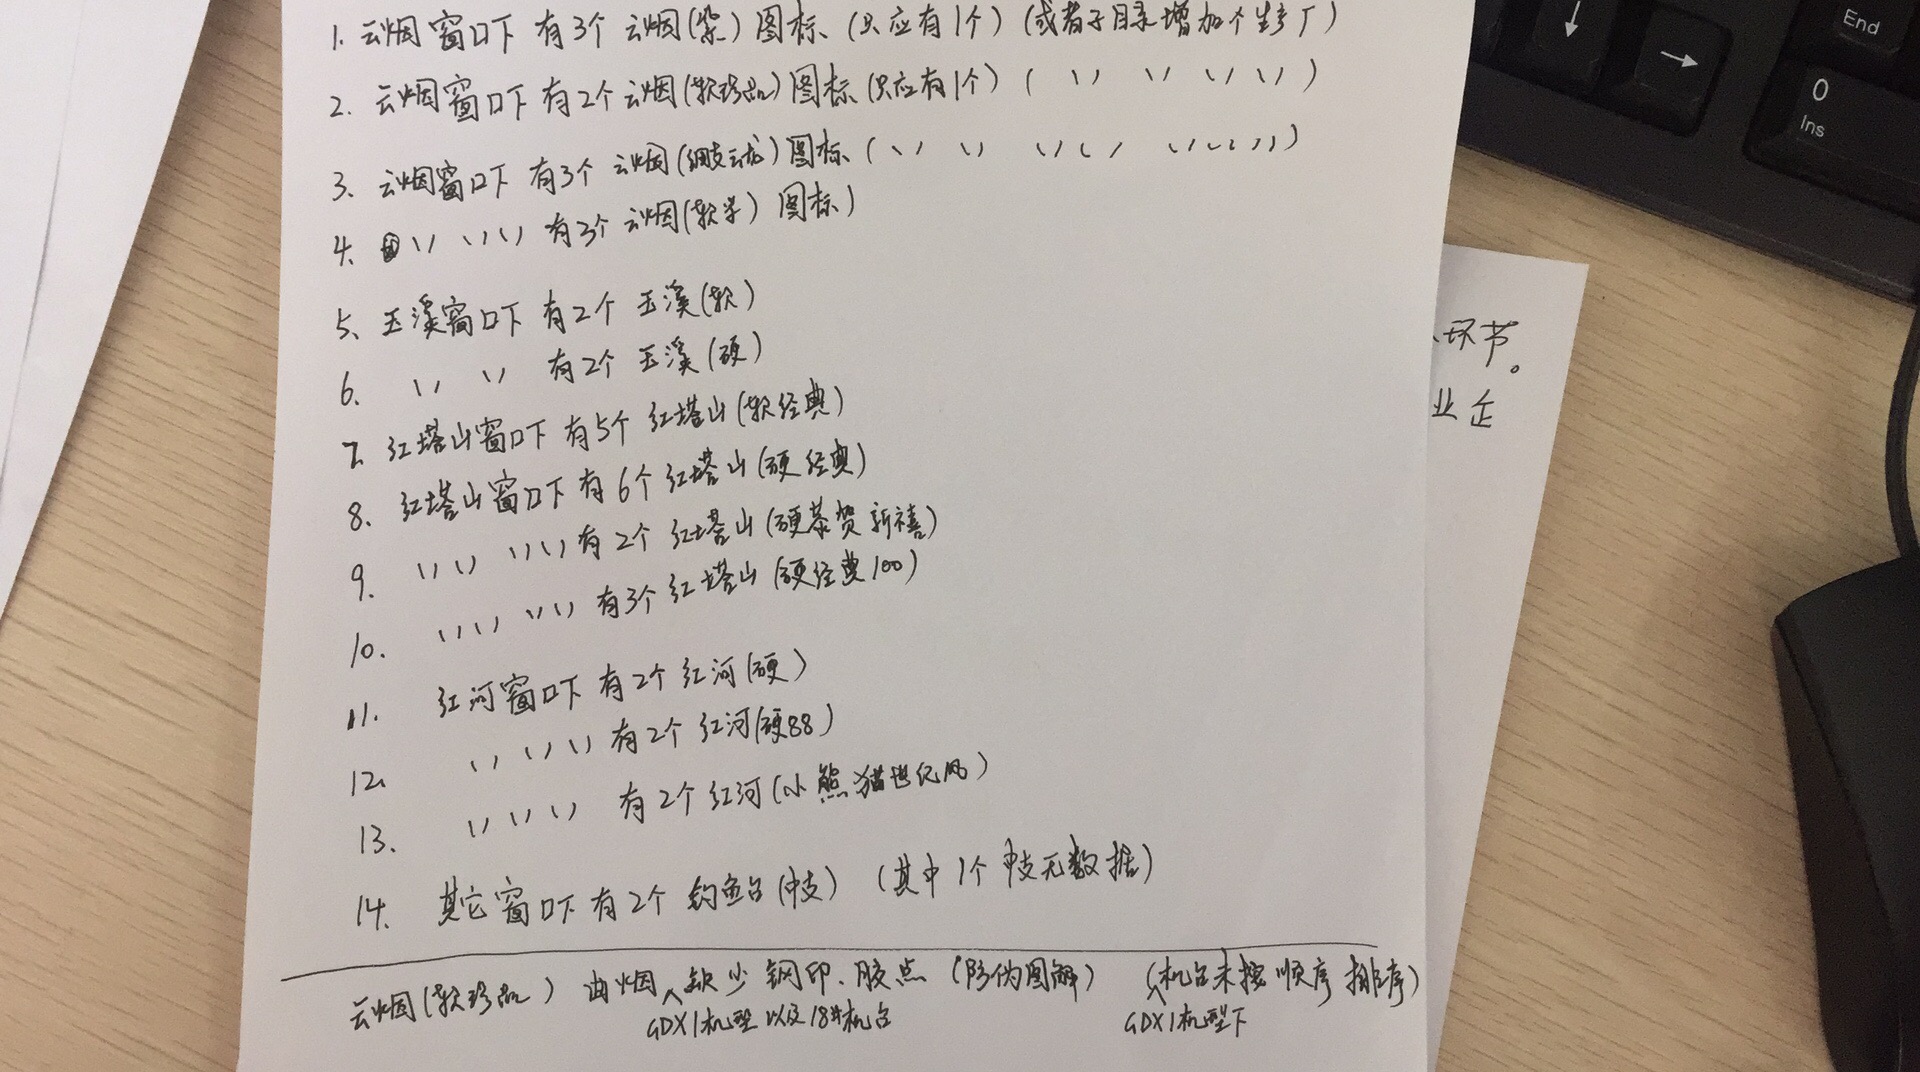 1. 云烟窗口下 有3个 云烟(紫)图标、(只应有1个)(或者子目录增加个生产厂)
2. 云烟窗口下 有2个 云烟(软珍品)图标(只应有1个)( 〃 〃 〃 〃 )
3. 云烟窗口下 有3个 云烟(细支云龙)图标(〃 〃 〃 〃 〃)
4. 〃 〃 有3个 云烟(软紫)图标)
5. 玉溪窗口下 有2个 玉溪(软)
6. 〃 〃 有2个 玉溪(硬)
7. 红塔山窗口下 有5个 红塔山(软经典)
8. 红塔山窗口下 有6个 红塔山(硬经典)
9. 〃 〃 有2个 红塔山(硬恭贺新禧)
10. 〃 〃 有3个 红塔山(硬经典100)
11. 红河窗口下 有2个 红河(硬)
12. 〃 〃 有2个 红河(硬88)
13. 〃 〃 有2个 红河(小熊猫世纪风)
14. 其它窗口下 有2个 钓鱼台(中支) (其中1个中支无数据)
云烟(软珍品) 曲烟 缺少钢印、胶点(防伪图解) (机台未按顺序排序)
GDX1机型以及18#机台 GDX1机型下
环节。
业企
End
0
Ins